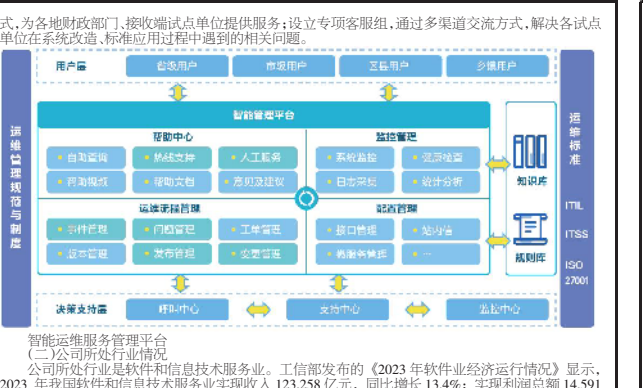 式,为各地财政部门、接收端试点单位提供服务;设立专项客服组,通过多渠道交流方式,解决各试点
单位在系统改造、标准应用过程中遇到的相关问题。
用户层 省级用户 市级用户 区县用户 乡镇用户
运维管理规范与制度
智能管理平台
帮助中心
自助查询 热线支持 人工服务
帮助文档 意见及建议
监控管理
系统监控 健康检查
日志采集 统计分析
运维流程管理
事件管理 问题管理 工单管理
版本管理 发布管理 变更管理
配置管理
接口管理 站内信
微服务管理 ...
知识库
规则库
运维标准
ITIL
ITSS
ISO
27001
决策支持层 呼叫中心 支持中心 监控中心
智能运维服务管理平台
(二)公司所处行业情况
公司所处行业是软件和信息技术服务业。工信部发布的《2023 年软件业经济运行情况》显示,
2023 年我国软件和信息技术服务业实现收入 123,258 亿元,同比增长 13.4%;实现利润总额 14,591